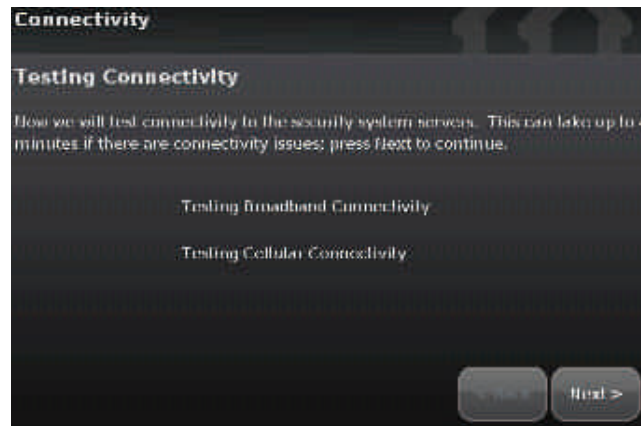 Connectivity
Testing Connectivity
Now we will test connectivity to the security system servers. This can take up to
minutes if there are connectivity issues; press Next to continue.
Testing Broadband Connectivity
Testing Cellular Connectivity
Next >